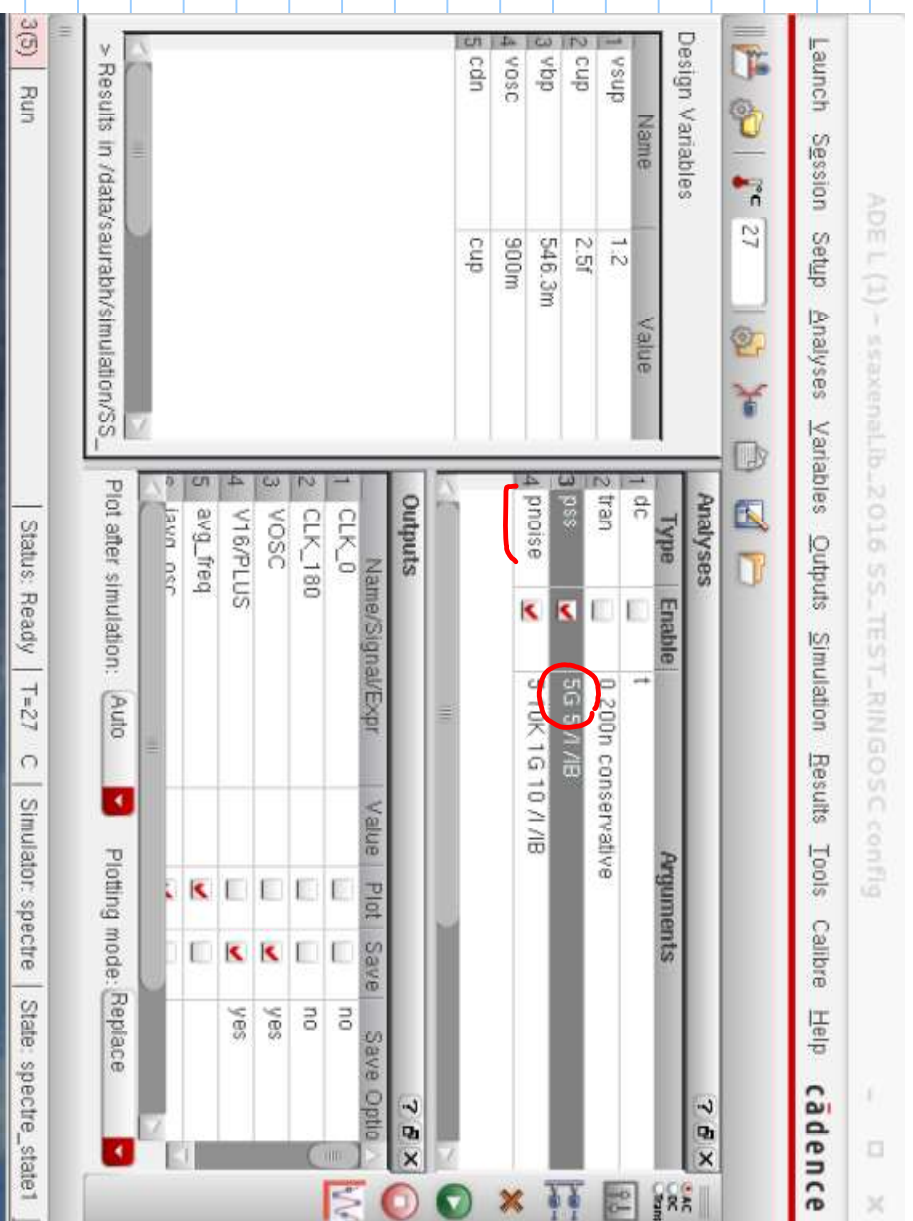 ADE L (1) - ssaxenaLib_2016 SS_TEST_RINGOSC config
Launch Session Setup Analyses Variables Outputs Simulation Results Tools Calibre Help cādence
°C 27
Design Variables
Name Value
1 vsup 1.2
2 cup 2.5f
3 vbp 546.3m
4 vosc 900m
5 cdn cup
> Results in /data/saurabh/simulation/SS_
Analyses
Type Enable Arguments
1 dc t
2 tran 0 200n conservative
3 pss 5G 5 /I /IB
4 pnoise 10K 1G 10 /I /IB
Outputs
Name/Signal/Expr Value Plot Save Save Optio
1 CLK_0 no
2 CLK_180 no
3 VOSC yes
4 V16/PLUS yes
5 avg_freq
Plot after simulation: Auto Plotting mode: Replace
AC
DC
Trans
3(5) Run Status: Ready T=27 C Simulator: spectre State: spectre_state1